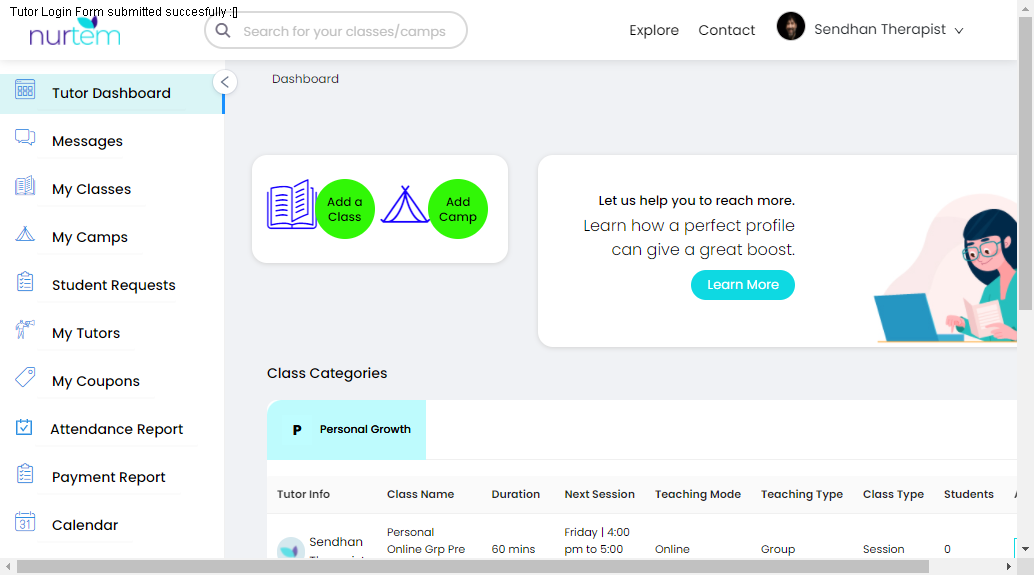 Tutor Login Form submitted succesfully :[]
nurtem
Search for your classes/camps
Explore
Contact
Sendhan Therapist
Tutor Dashboard
Messages
My Classes
My Camps
Student Requests
My Tutors
My Coupons
Attendance Report
Payment Report
31
Calendar
Dashboard
Add a
Class
Add
Camp
Let us help you to reach more.
Learn how a perfect profile
can give a great boost.
Learn More
Class Categories
P Personal Growth
Tutor Info Class Name Duration Next Session Teaching Mode Teaching Type Class Type Students
Sendhan
Therapist
Personal
Online Grp Pre
60 mins
Friday | 4:00
pm to 5:00
Online
Group
Session
0